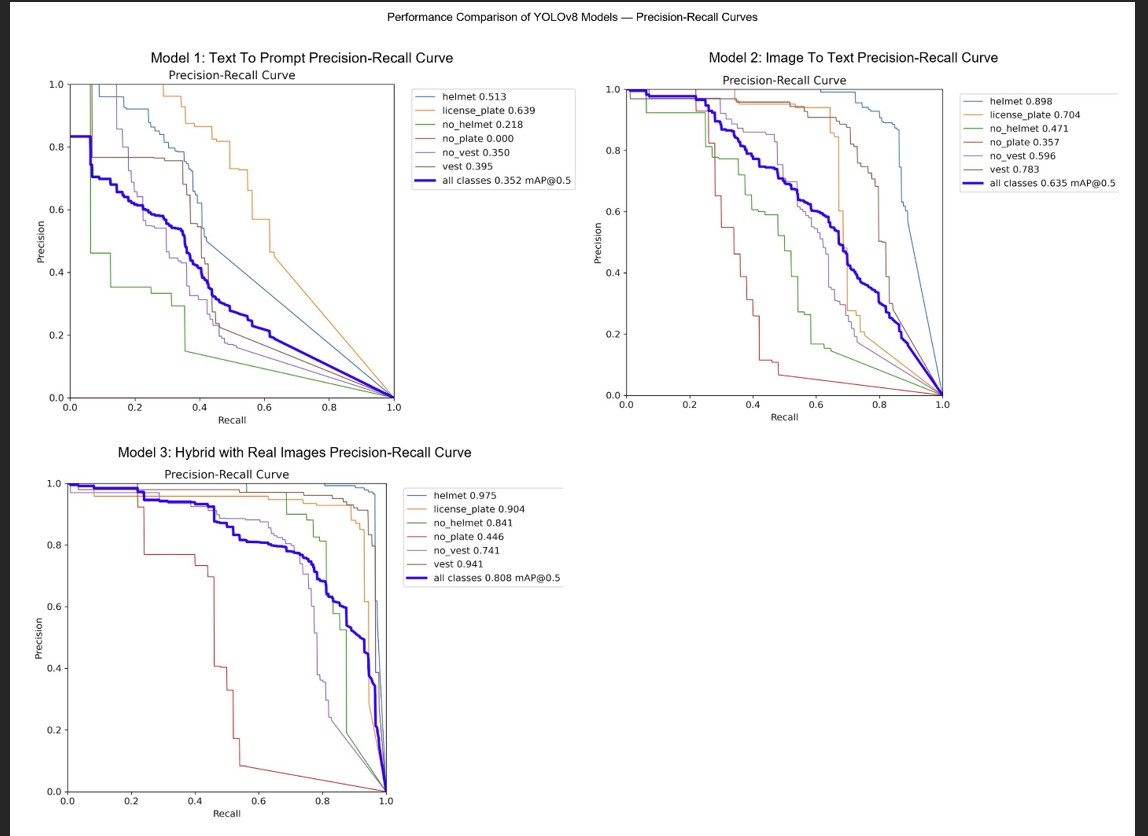 Performance Comparison of YOLOv8 Models — Precision-Recall Curves
Model 1: Text To Prompt Precision-Recall Curve
Precision-Recall Curve
1.0
0.8
0.6
0.4
0.2
0.0
Precision
0.0 0.2 0.4 0.6 0.8 1.0
Recall
helmet 0.513
license_plate 0.639
no_helmet 0.218
no_plate 0.000
no_vest 0.350
vest 0.395
all classes 0.352 mAP@0.5
Model 2: Image To Text Precision-Recall Curve
Precision-Recall Curve
1.0
0.8
0.6
0.4
0.2
0.0
Precision
0.0 0.2 0.4 0.6 0.8 1.0
Recall
helmet 0.898
license_plate 0.704
no_helmet 0.471
no_plate 0.357
no_vest 0.596
vest 0.783
all classes 0.635 mAP@0.5
Model 3: Hybrid with Real Images Precision-Recall Curve
Precision-Recall Curve
1.0
0.8
0.6
0.4
0.2
0.0
Precision
0.0 0.2 0.4 0.6 0.8 1.0
Recall
helmet 0.975
license_plate 0.904
no_helmet 0.841
no_plate 0.446
no_vest 0.741
vest 0.941
all classes 0.808 mAP@0.5